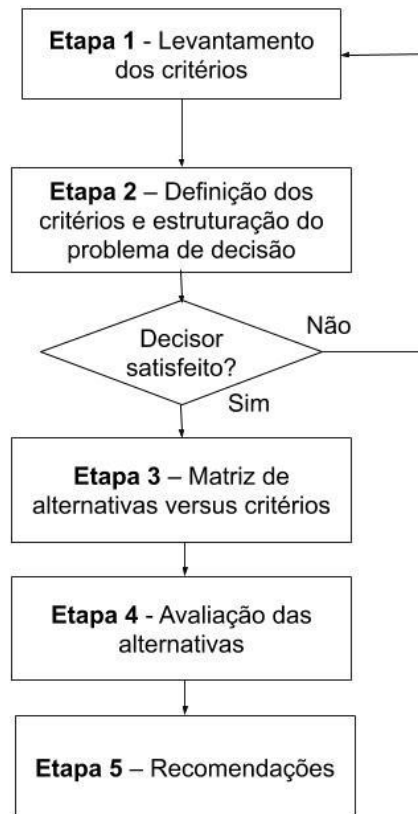 Etapa 1 - Levantamento
dos critérios
Etapa 2 – Definição dos
critérios e estruturação do
problema de decisão
Decisor
satisfeito?
Não
Sim
Etapa 3 – Matriz de
alternativas versus critérios
Etapa 4 - Avaliação das
alternativas
Etapa 5 – Recomendações